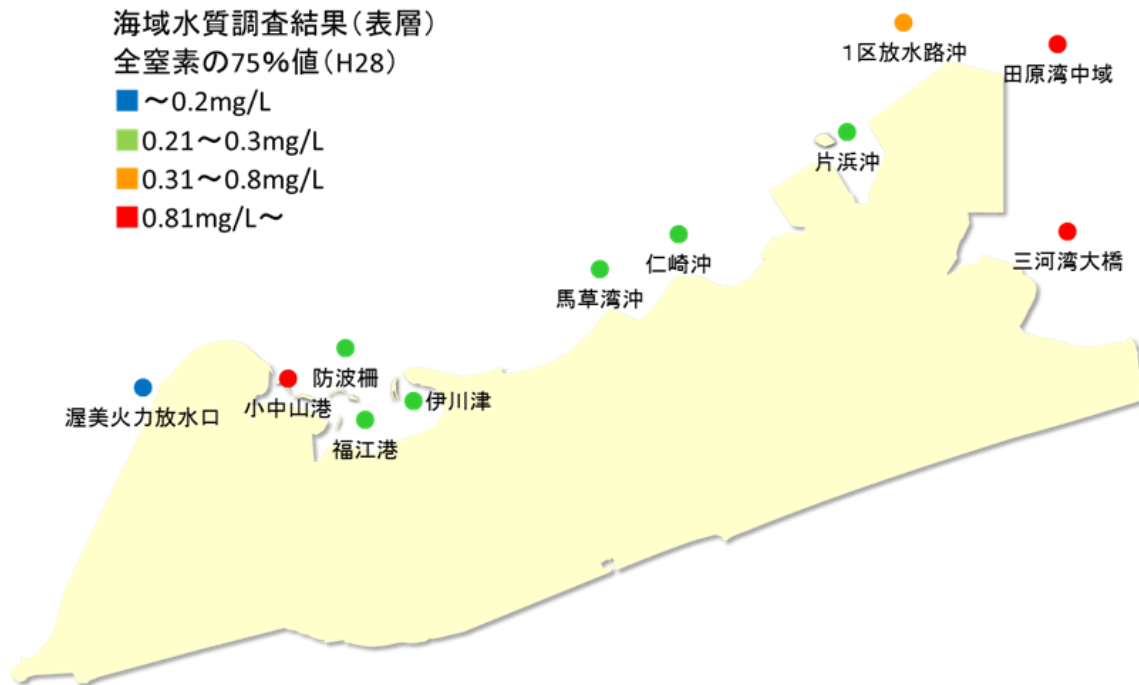 海域水質調査結果（表層）
全窒素の75%値（H28）
～0.2mg/L
0.21～0.3mg/L
0.31～0.8mg/L
0.81mg/L～
1区放水路沖
田原湾中域
片浜沖
仁崎沖
三河湾大橋
馬草湾沖
防波柵
小中山港
伊川津
渥美火力放水口
福江港